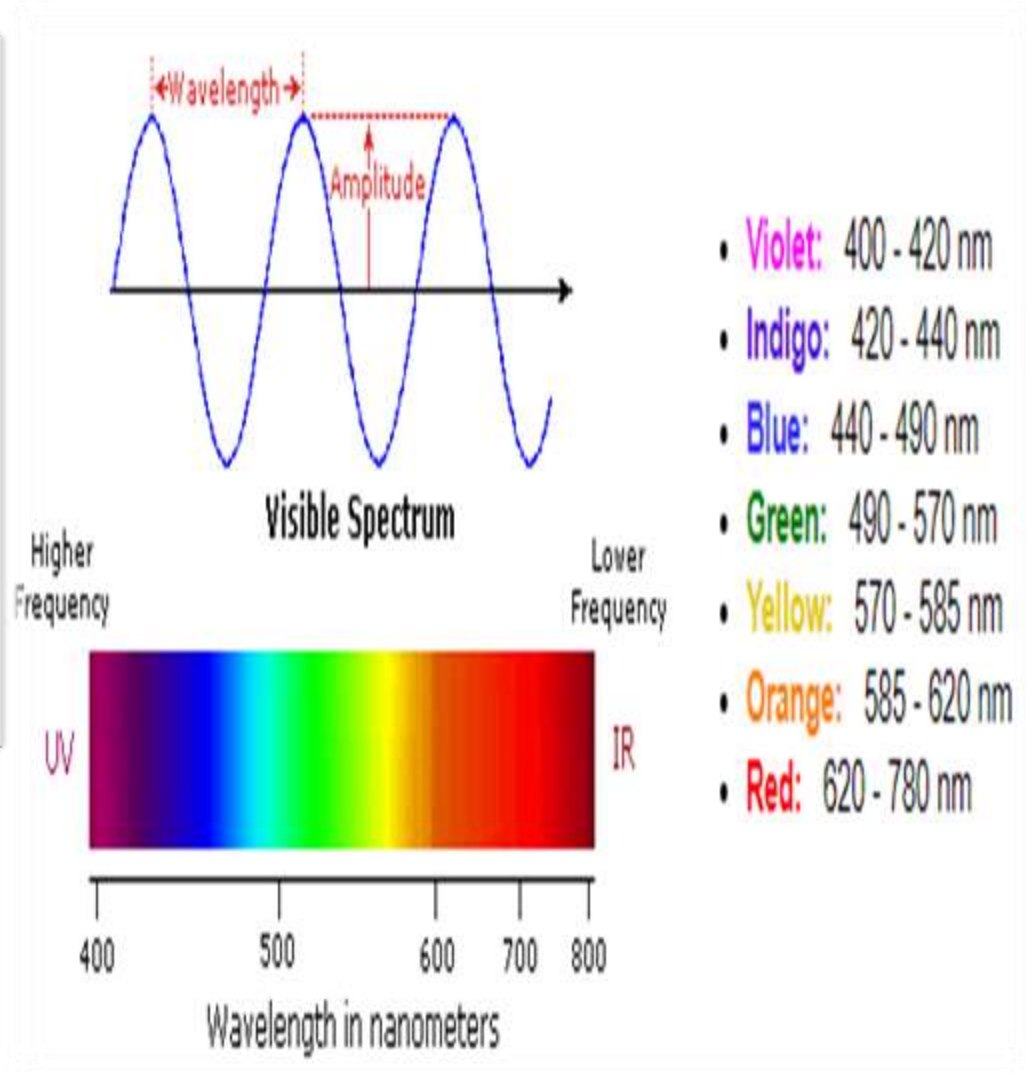 Wavelength
Amplitude
Visible Spectrum
Higher
Frequency
Lower
Frequency
UV
IR
400 500 600 700 800
Wavelength in nanometers
• Violet: 400 - 420 nm
• Indigo: 420 - 440 nm
• Blue: 440 - 490 nm
• Green: 490 - 570 nm
• Yellow: 570 - 585 nm
• Orange: 585 - 620 nm
• Red: 620 - 780 nm